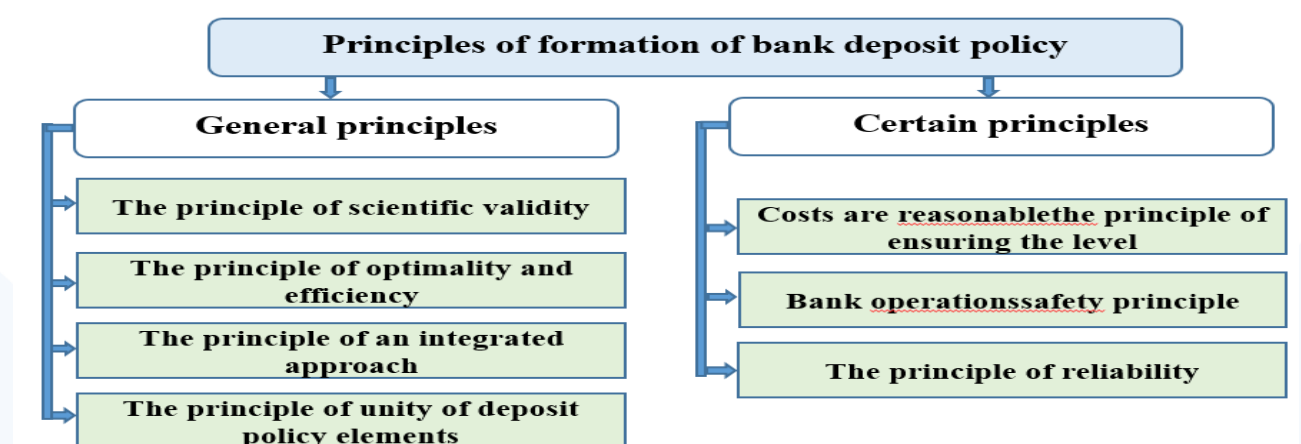 Principles of formation of bank deposit policy
General principles
The principle of scientific validity
The principle of optimality and
efficiency
The principle of an integrated
approach
The principle of unity of deposit
policy elements
Certain principles
Costs are reasonablethe principle of
ensuring the level
Bank operationssafety principle
The principle of reliability